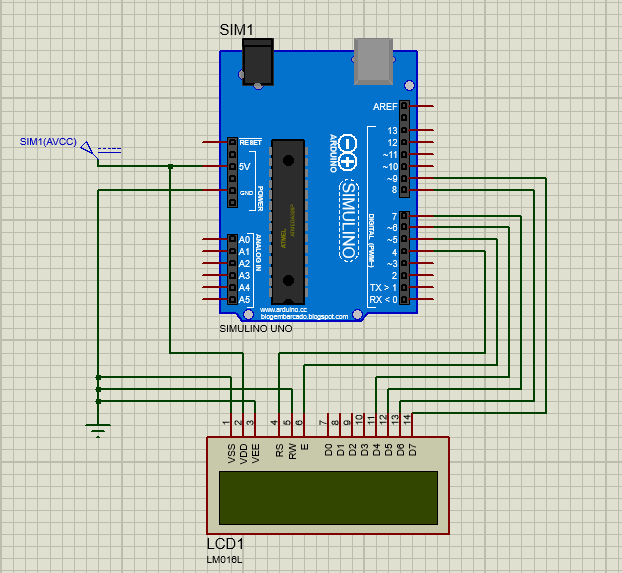 SIM1
SIM1(AVCC)
RESET
5V
GND
POWER
A0
A1
A2
A3
A4
A5
ANALOG IN
ATMEL
ARDUINO
SIMULINO
DIGITAL (PWM~)
AREF
13
12
~11
~10
~9
8
7
~6
~5
4
~3
2
TX > 1
RX < 0
www.arduino.cc
blogembarcado.blogspot.com
SIMULINO UNO
1
2
3
4
5
6
7
8
9
10
11
12
13
14
VSS
VDD
VEE
RS
RW
E
D0
D1
D2
D3
D4
D5
D6
D7
LCD1
LM016L